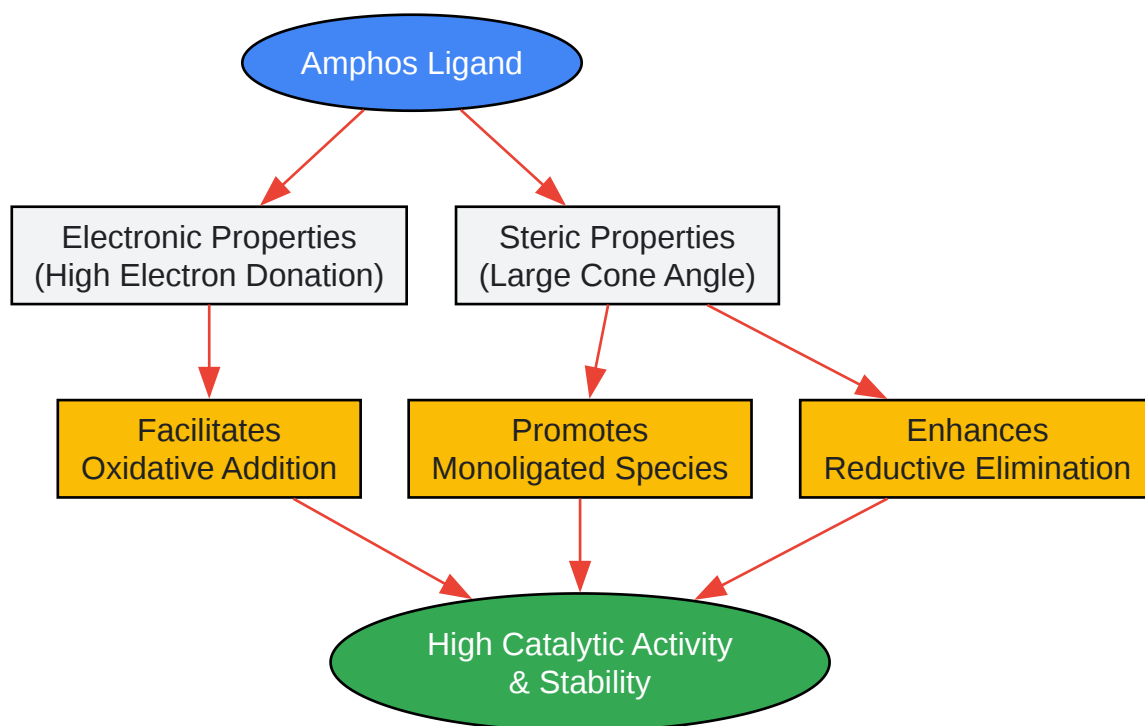 Amphos Ligand
Electronic Properties
(High Electron Donation)
Steric Properties
(Large Cone Angle)
Facilitates
Oxidative Addition
Promotes
Monoligated Species
Enhances
Reductive Elimination
High Catalytic Activity
& Stability